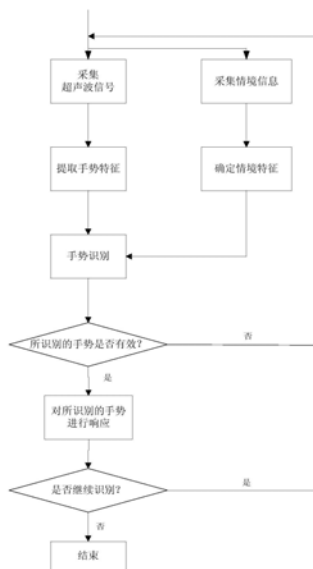 采集
超声波信号
采集情境信息
提取手势特征
确定情境特征
手势识别
所识别的手势是否有效?
否
是
对所识别的手势
进行响应
是否继续识别?
是
否
结束